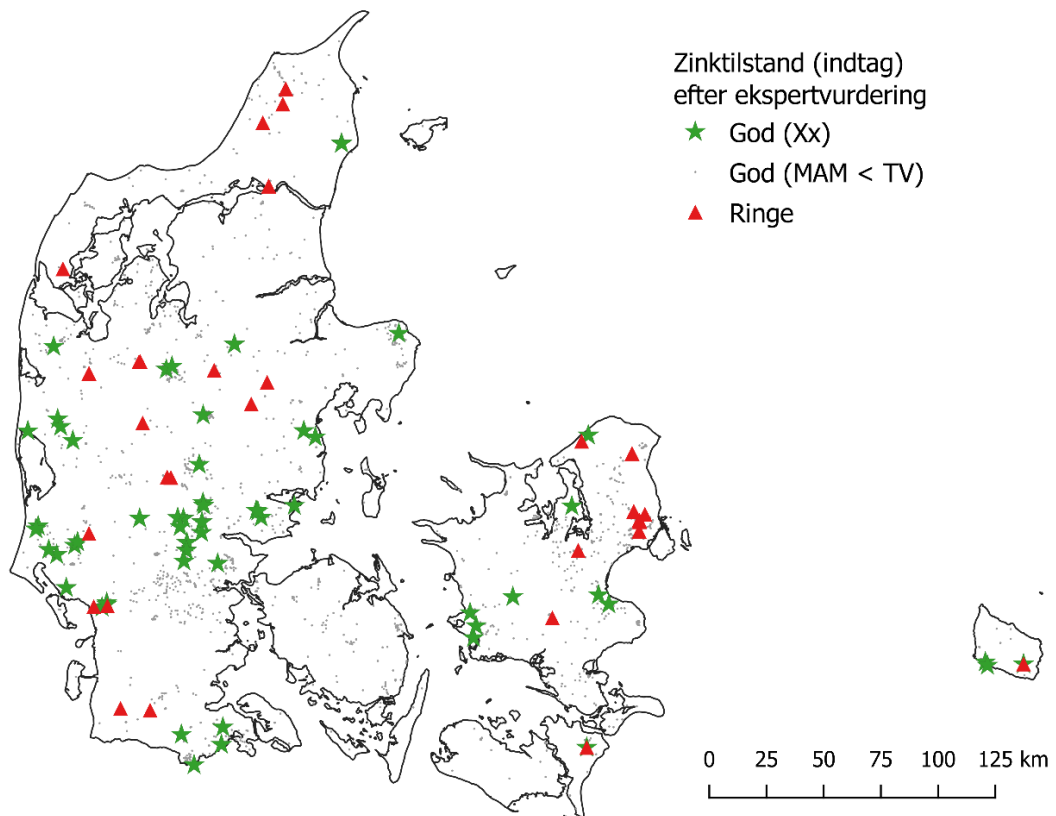 Zinktilstand (indtag)
efter ekspertvurdering
God (Xx)
God (MAM < TV)
Ringe
0 25 50 75 100 125 km